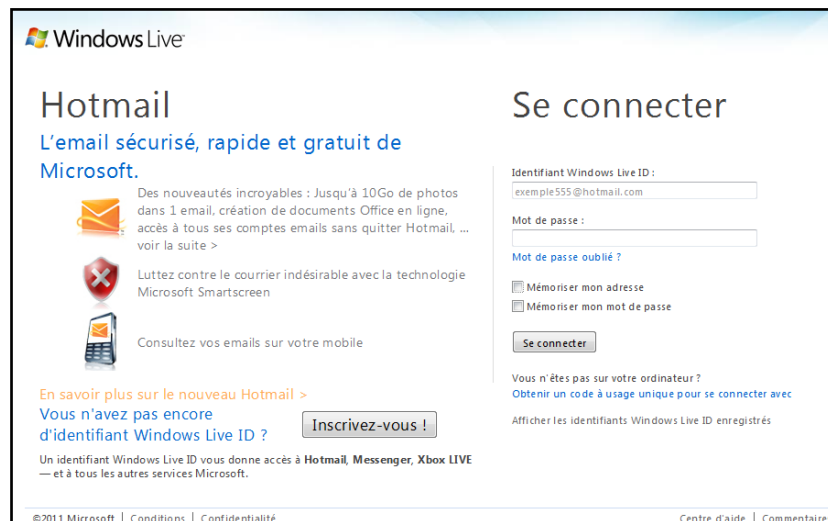 Windows Live
Hotmail
L'email sécurisé, rapide et gratuit de
Microsoft.
Des nouveautés incroyables : Jusqu'à 10Go de photos
dans 1 email, création de documents Office en ligne,
accès à tous ses comptes emails sans quitter Hotmail, ...
voir la suite >
Luttez contre le courrier indésirable avec la technologie
Microsoft Smartscreen
Consultez vos emails sur votre mobile
En savoir plus sur le nouveau Hotmail >
Vous n'avez pas encore
d'identifiant Windows Live ID ?
Inscrivez-vous !
Un identifiant Windows Live ID vous donne accès à Hotmail, Messenger, Xbox LIVE
— et à tous les autres services Microsoft.
Se connecter
Identifiant Windows Live ID :
exemple555@hotmail.com
Mot de passe :
Mot de passe oublié ?
Mémoriser mon adresse
Mémoriser mon mot de passe
Se connecter
Vous n'êtes pas sur votre ordinateur ?
Obtenir un code à usage unique pour se connecter avec
Afficher les identifiants Windows Live ID enregistrés
©2011 Microsoft | Conditions | Confidentialité
Centre d'aide | Commentaire